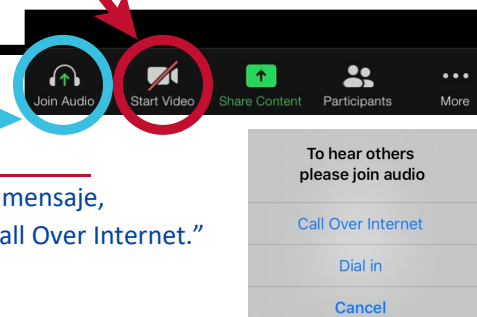 Join Audio Start Video Share Content Participants More
To hear others
please join audio
mensaje,
all Over Internet.”
Call Over Internet
Dial in
Cancel